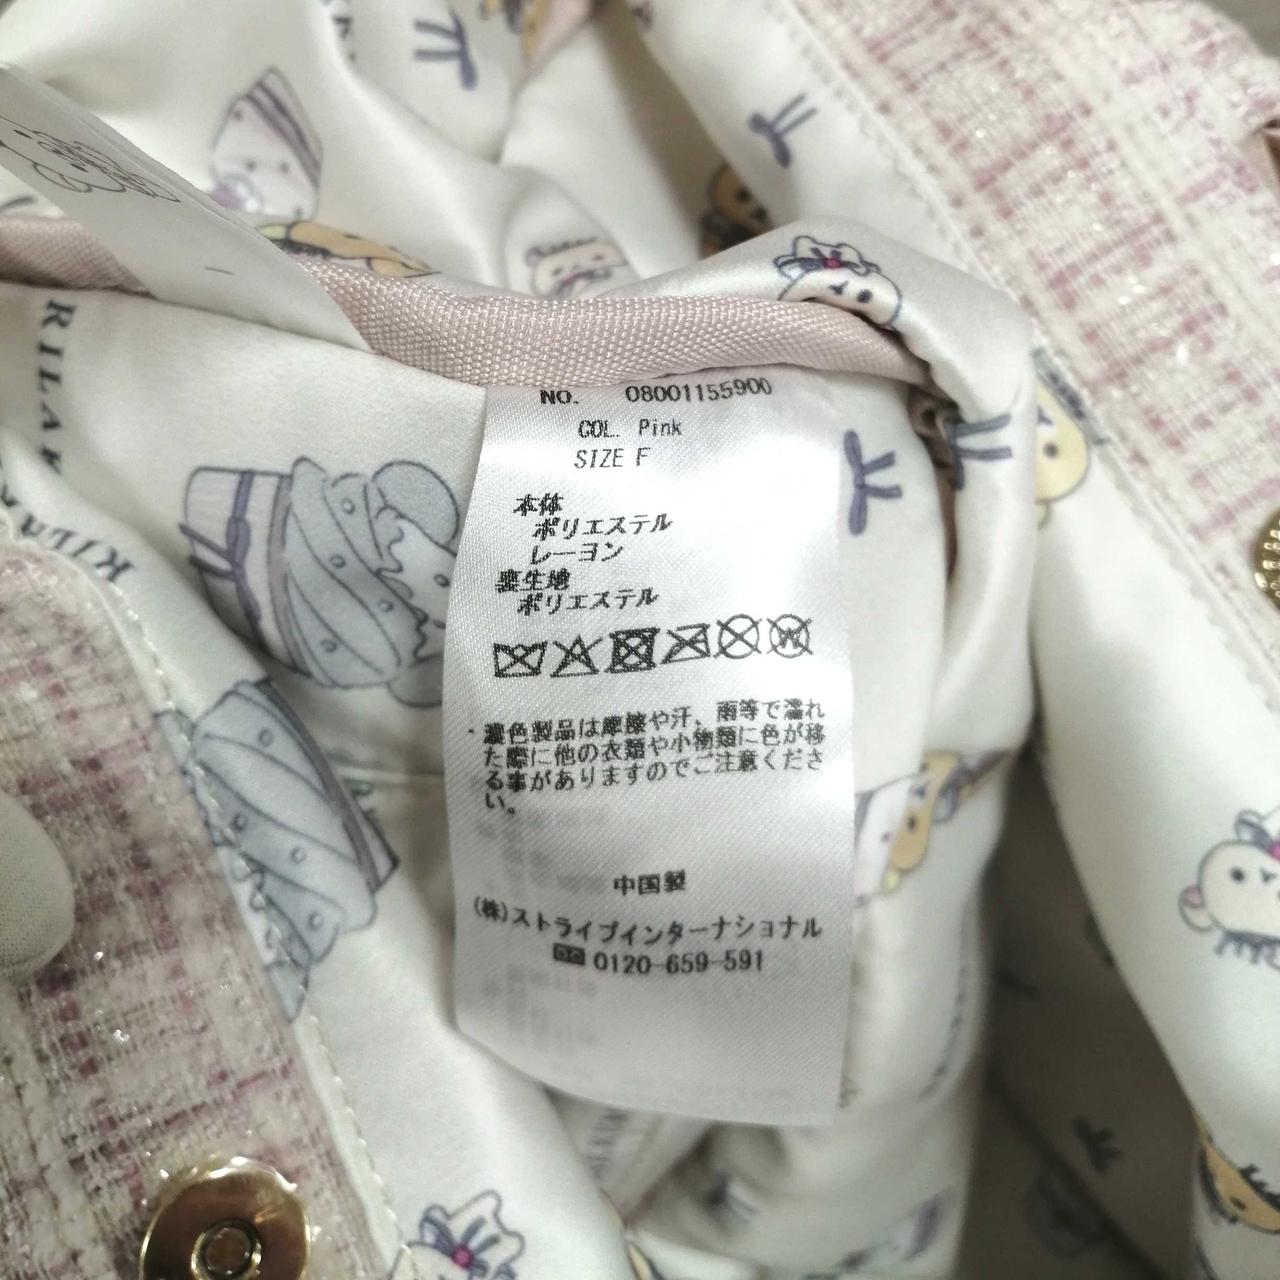 NO. 08001155900
COL. Pink
SIZE F
本体
ポリエステル
レーヨン
裏生地
ポリエステル
・濃色製品は摩擦や汗、雨等で濡れ
た際に他の衣類や小物類に色が移
る事がありますのでご注意くださ
い。
中国製
(株)ストライプインターナショナル
0120-659-591
RILAK
RILAK